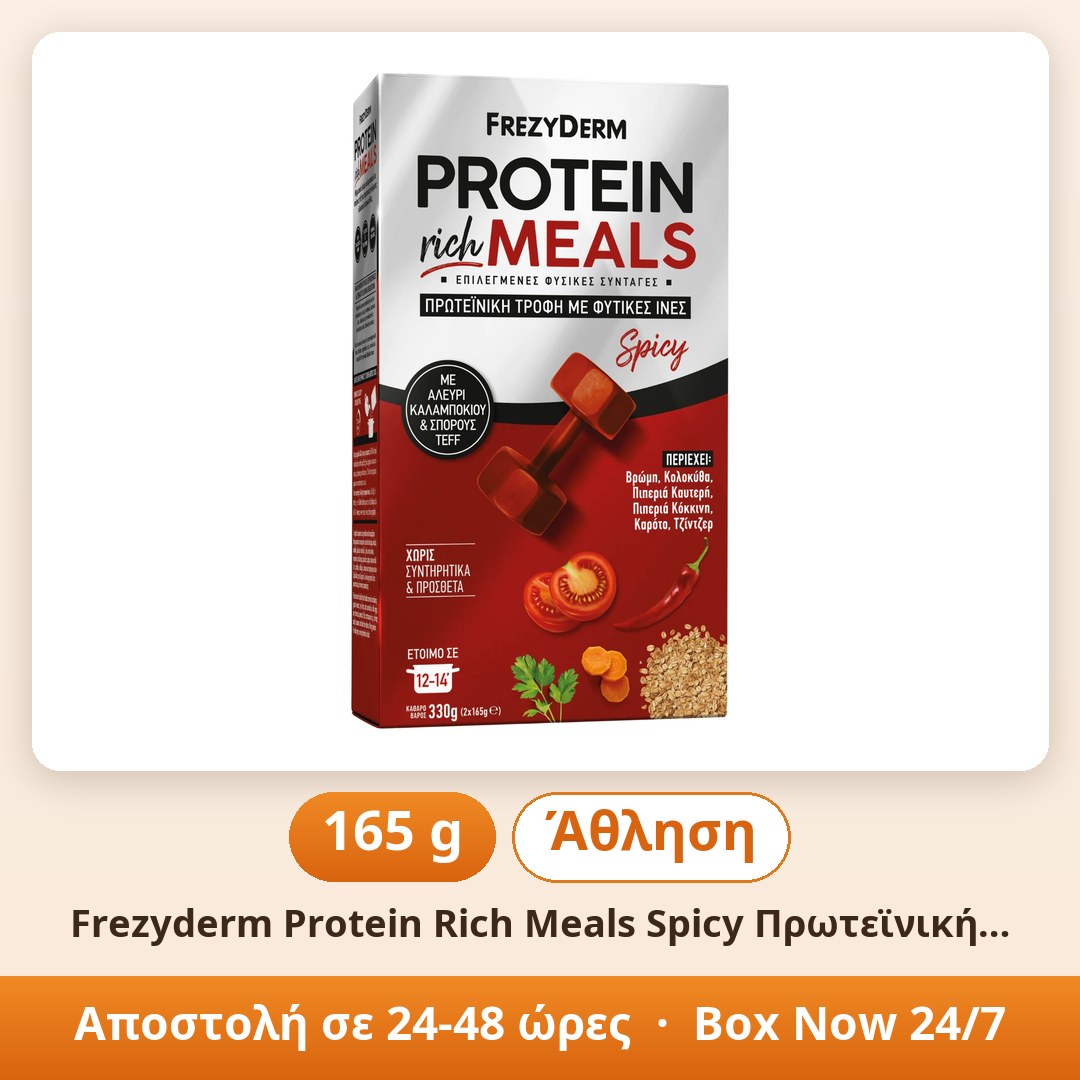 FREZYDERM
PROTEIN
rich MEALS
▪ ΕΠΙΛΕΓΜΕΝΕΣ ΦΥΣΙΚΕΣ ΣΥΝΤΑΓΕΣ ▪
ΠΡΩΤΕΪΝΙΚΗ ΤΡΟΦΗ ΜΕ ΦΥΤΙΚΕΣ ΙΝΕΣ
Spicy
ΜΕ
ΑΛΕΥΡΙ
ΚΑΛΑΜΠΟΚΙΟΥ
& ΣΠΟΡΟΥΣ
TEFF
ΠΕΡΙΕΧΕΙ:
Βρώμη, Κολοκύθα,
Πιπεριά Καυτερή,
Πιπεριά Κόκκινη,
Καρότο, Τζίντζερ
ΧΩΡΙΣ
ΣΥΝΤΗΡΗΤΙΚΑ
& ΠΡΟΣΘΕΤΑ
ΕΤΟΙΜΟ ΣΕ
12-14'
ΚΑΘΑΡΟ
ΒΑΡΟΣ 330g (2x165g ℮)
FREZYDERM
PROTEIN
rich MEALS
165 g
Άθληση
Frezyderm Protein Rich Meals Spicy Πρωτεϊνική...
Αποστολή σε 24-48 ώρες · Box Now 24/7